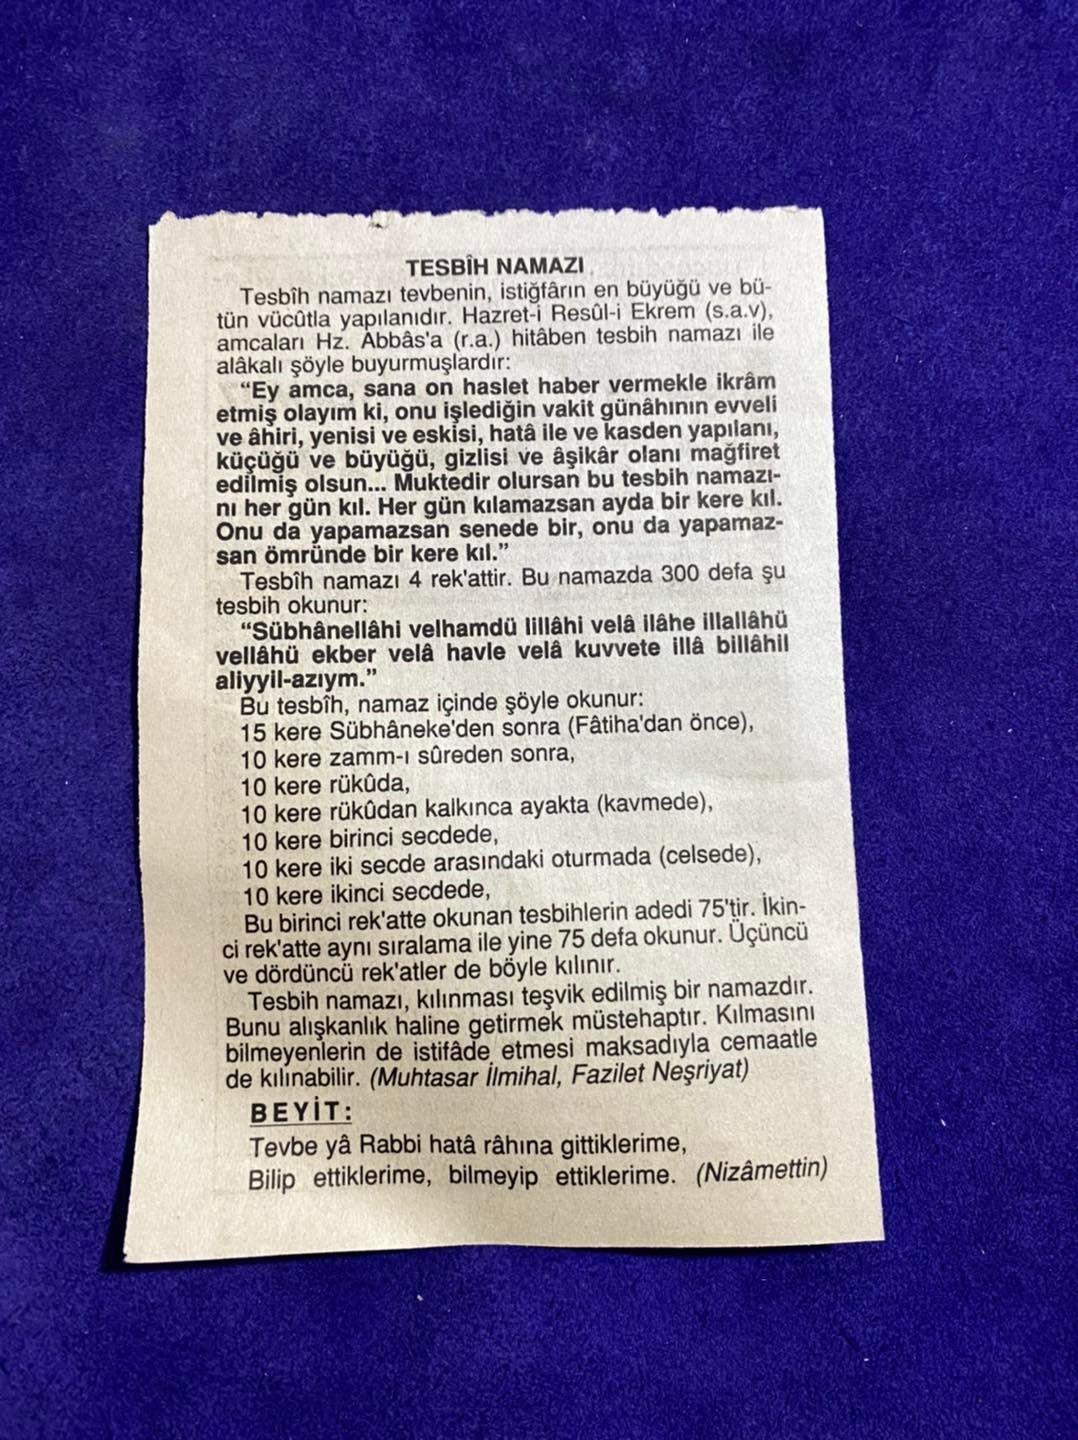 TESBÎH NAMAZI
Tesbîh namazı tevbenin, istiğfârın en büyüğü ve bü-
tün vücûtla yapılanıdır. Hazret-i Resûl-i Ekrem (s.a.v),
amcaları Hz. Abbâs'a (r.a.) hitâben tesbih namazı ile
alâkalı şöyle buyurmuşlardır:
“Ey amca, sana on haslet haber vermekle ikrâm
etmiş olayım ki, onu işlediğin vakit günâhının evveli
ve âhiri, yenisi ve eskisi, hatâ ile ve kasden yapılanı,
küçüğü ve büyüğü, gizlisi ve âşikâr olanı mağfiret
edilmiş olsun... Muktedir olursan bu tesbih namazı-
nı her gün kıl. Her gün kılamazsan ayda bir kere kıl.
Onu da yapamazsan senede bir, onu da yapamaz-
san ömründe bir kere kıl.”
Tesbîh namazı 4 rek'attir. Bu namazda 300 defa şu
tesbih okunur:
“Sübhânellâhi velhamdü lillâhi velâ ilâhe illallâhü
vellâhü ekber velâ havle velâ kuvvete illâ billâhil
aliyyil-azıym.”
Bu tesbîh, namaz içinde şöyle okunur:
15 kere Sübhâneke'den sonra (Fâtiha'dan önce),
10 kere zamm-ı sûreden sonra,
10 kere rükûda,
10 kere rükûdan kalkınca ayakta (kavmede),
10 kere birinci secdede,
10 kere iki secde arasındaki oturmada (celsede),
10 kere ikinci secdede,
Bu birinci rek'atte okunan tesbihlerin adedi 75'tir. İkin-
ci rek'atte aynı sıralama ile yine 75 defa okunur. Üçüncü
ve dördüncü rek'atler de böyle kılınır.
Tesbih namazı, kılınması teşvik edilmiş bir namazdır.
Bunu alışkanlık haline getirmek müstehaptır. Kılmasını
bilmeyenlerin de istifâde etmesi maksadıyla cemaatle
de kılınabilir. (Muhtasar İlmihal, Fazilet Neşriyat)
BEYİT:
Tevbe yâ Rabbi hatâ râhına gittiklerime,
Bilip ettiklerime, bilmeyip ettiklerime. (Nizâmettin)